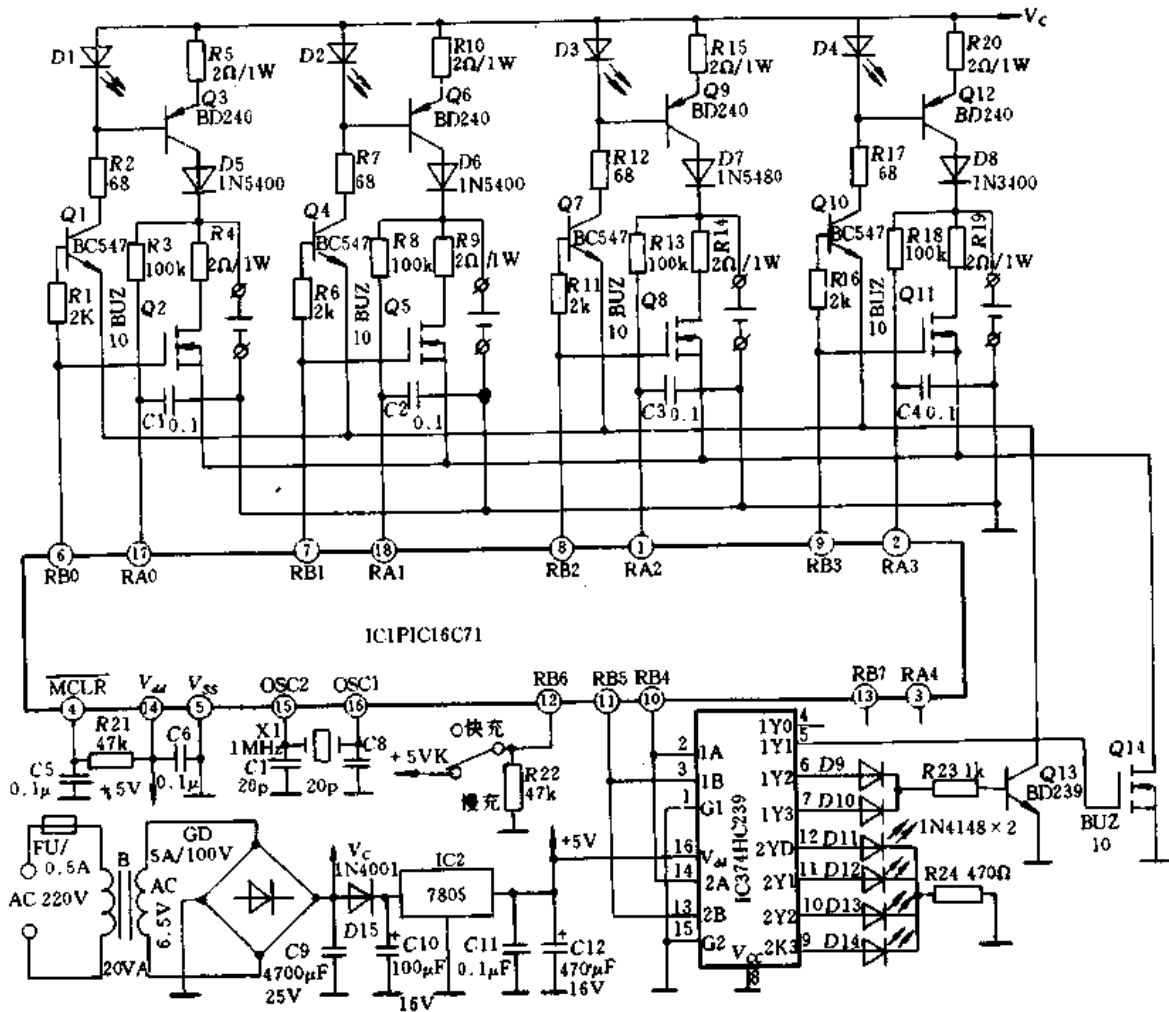 Vc
D1
R5
2Ω/1W
Q3
BD240
R2
68
D5
1N5400
Q1
BC547
R3
100k
R4
2Ω/1W
R1
2K
BUZ
10
Q2
C1
0.1
D2
R10
2Ω/1W
Q6
BD240
R7
68
D6
1N5400
Q4
BC547
R8
100k
R9
2Ω/1W
R6
2k
BUZ
10
Q5
C2
0.1
D3
R15
2Ω/1W
Q9
BD240
R12
68
D7
1N5480
Q7
BC547
R13
100k
R14
2Ω/1W
R11
2k
BUZ
10
Q8
C3
0.1
D4
R20
2Ω/1W
Q12
BD240
R17
68
D8
1N3400
Q10
BC547
R18
100k
R19
2Ω/1W
R16
2k
BUZ
10
Q11
C4
0.1
6 17 7 18 8 1 9 2
RB0 RA0 RB1 RA1 RB2 RA2 RB3 RA3
IC1PIC16C71
MCLR Vdd VSS OSC2 OSC1 RB6 RB5 RB4 RB7 RA4
4 14 5 15 16 12 11 10 13 3
R21
47k
C5
0.1μ
+5V
C6
0.1μ
X1
1MHz
C1
20p
20p
C8
快充
+5VK
慢充
R22
47k
2 1A
3 1B
1 G1
16 Vdd
14 2A
13 2B
15 G2
IC374HC239
VCC
8
1Y0 4
1Y1 5
1Y2 6 D9
1Y3 7 D10
2YD 12 D11
2Y1 11 D12
2Y2 10 D13
2K3 9 D14
R23 1k
1N4148×2
Q13
BD239
Q14
BUZ
10
R24 470Ω
FU/
0.5A
AC 220V
B
20VA
GD
5A/100V
AC
6.5V
C9
4700μF
25V
Vc
1N4001
D15
C10
100μF
16V
IC2
7805
C11
0.1μF
+5V
C12
470μF
16V